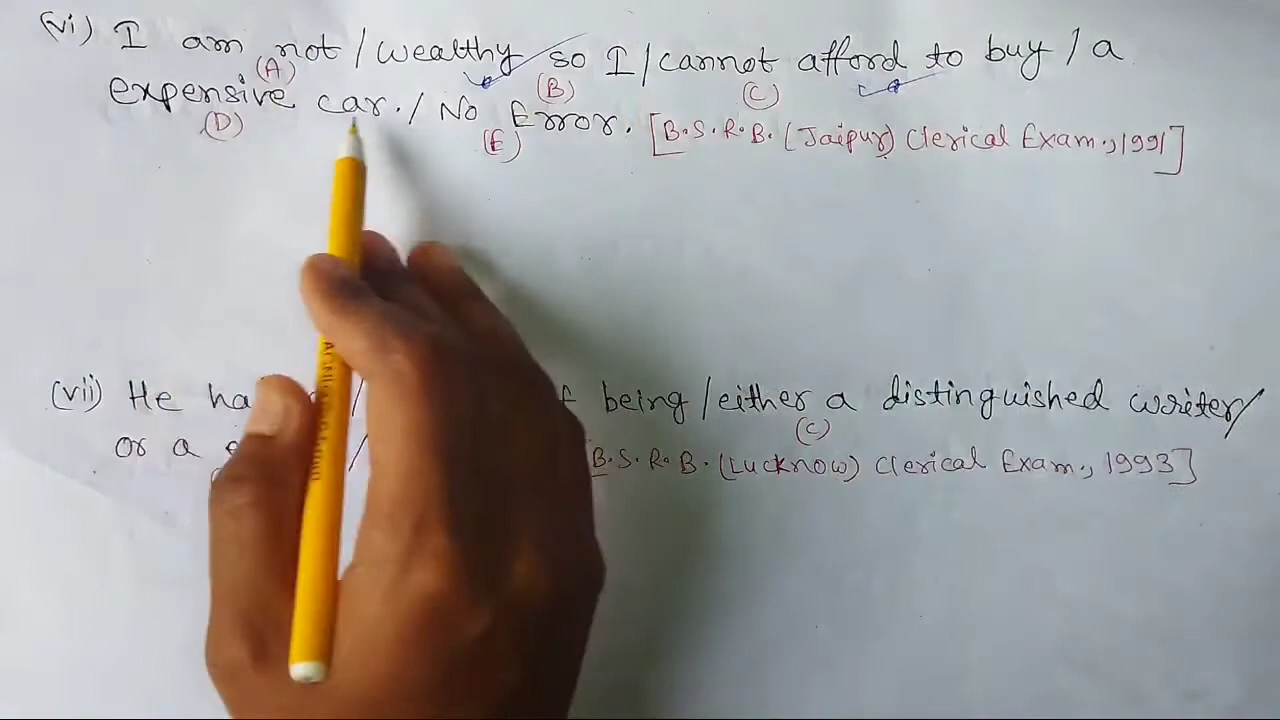 (vi) I am not / wealthy so I / cannot afford to buy / a
(A) (B) (C)
expensive car. / No Error. [B.S.R.B. (Jaipur) Clerical Exam., 1991]
(D) (E)
(vii) He ha being / either a distinguished writer /
(C)
or a / [B.S.R.B. (Lucknow) Clerical Exam., 1993]